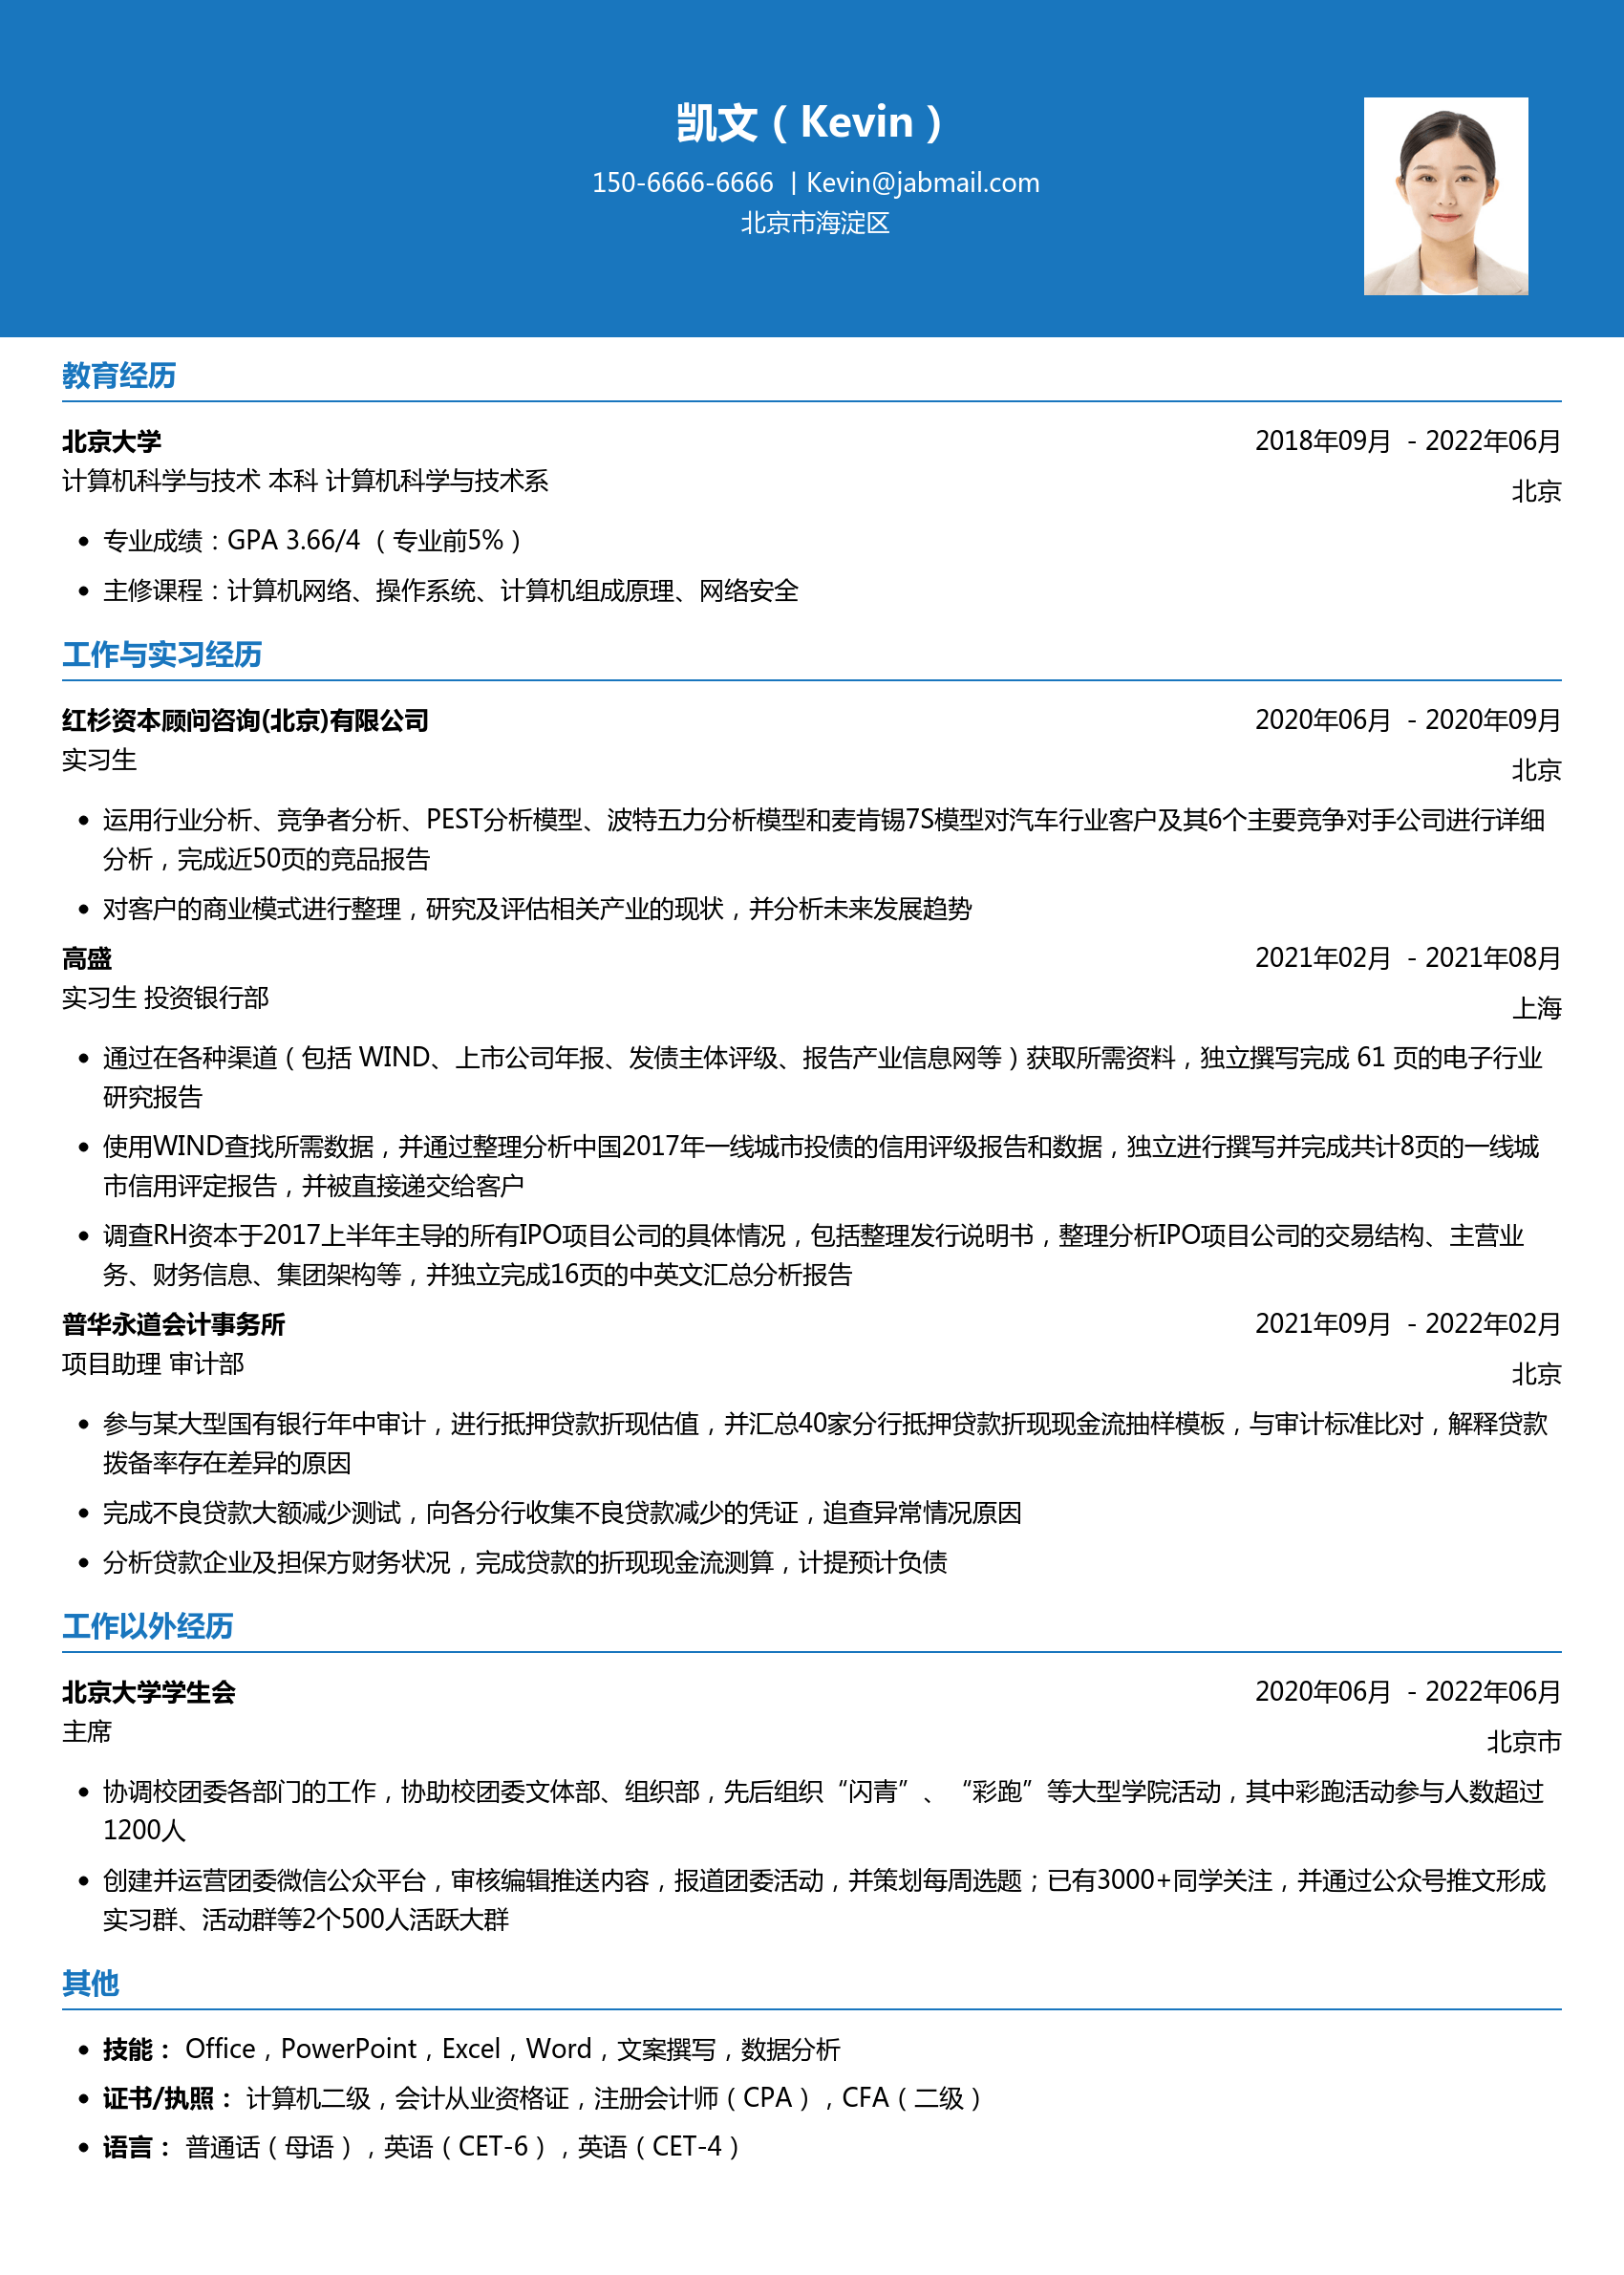 凯文（Kevin）
150-6666-6666 | Kevin@jabmail.com
北京市海淀区
教育经历
北京大学 2018年09月 - 2022年06月
计算机科学与技术 本科 计算机科学与技术系 北京
• 专业成绩：GPA 3.66/4 （专业前5%）
• 主修课程：计算机网络、操作系统、计算机组成原理、网络安全
工作与实习经历
红杉资本顾问咨询(北京)有限公司 2020年06月 - 2020年09月
实习生 北京
• 运用行业分析、竞争者分析、PEST分析模型、波特五力分析模型和麦肯锡7S模型对汽车行业客户及其6个主要竞争对手公司进行详细
分析，完成近50页的竞品报告
• 对客户的商业模式进行整理，研究及评估相关产业的现状，并分析未来发展趋势
高盛 2021年02月 - 2021年08月
实习生 投资银行部 上海
• 通过在各种渠道（包括 WIND、上市公司年报、发债主体评级、报告产业信息网等）获取所需资料，独立撰写完成 61 页的电子行业
研究报告
• 使用WIND查找所需数据，并通过整理分析中国2017年一线城市投债的信用评级报告和数据，独立进行撰写并完成共计8页的一线城
市信用评定报告，并被直接递交给客户
• 调查RH资本于2017上半年主导的所有IPO项目公司的具体情况，包括整理发行说明书，整理分析IPO项目公司的交易结构、主营业
务、财务信息、集团架构等，并独立完成16页的中英文汇总分析报告
普华永道会计事务所 2021年09月 - 2022年02月
项目助理 审计部 北京
• 参与某大型国有银行年中审计，进行抵押贷款折现估值，并汇总40家分行抵押贷款折现现金流抽样模板，与审计标准比对，解释贷款
拨备率存在差异的原因
• 完成不良贷款大额减少测试，向各分行收集不良贷款减少的凭证，追查异常情况原因
• 分析贷款企业及担保方财务状况，完成贷款的折现现金流测算，计提预计负债
工作以外经历
北京大学学生会 2020年06月 - 2022年06月
主席 北京市
• 协调校团委各部门的工作，协助校团委文体部、组织部，先后组织“闪青”、“彩跑”等大型学院活动，其中彩跑活动参与人数超过
1200人
• 创建并运营团委微信公众平台，审核编辑推送内容，报道团委活动，并策划每周选题；已有3000+同学关注，并通过公众号推文形成
实习群、活动群等2个500人活跃大群
其他
• 技能： Office，PowerPoint，Excel，Word，文案撰写，数据分析
• 证书/执照： 计算机二级，会计从业资格证，注册会计师（CPA），CFA（二级）
• 语言： 普通话（母语），英语（CET-6），英语（CET-4）